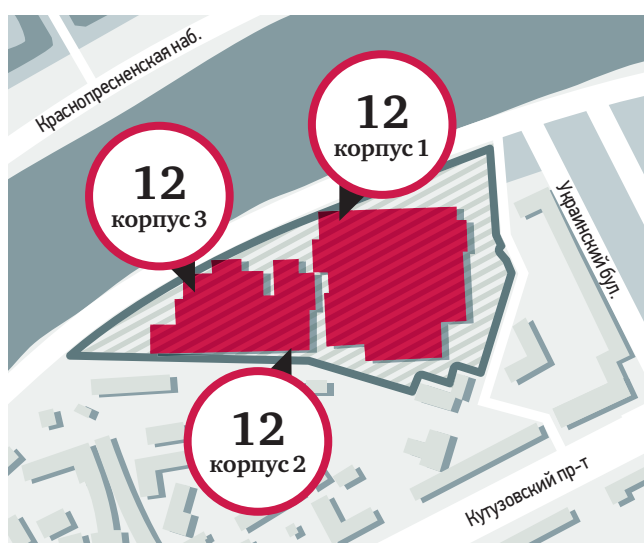 Краснопресненская наб.
12
корпус 1
12
корпус 3
Украинский бул.
12
корпус 2
Кутузовский пр-т